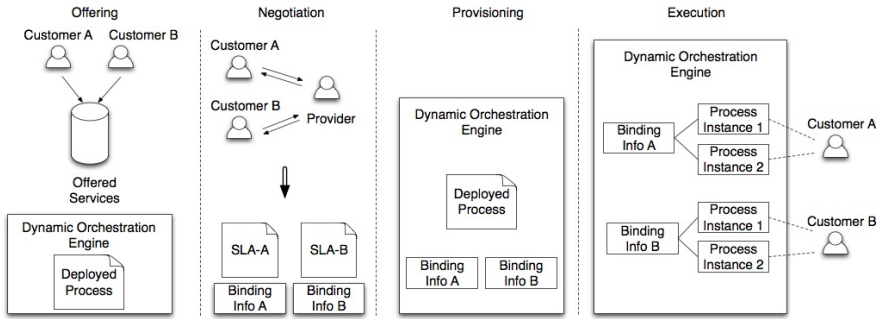 Offering
Customer A
Customer B
Offered
Services
Dynamic Orchestration
Engine
Deployed
Process
Negotiation
Customer A
Customer B
Provider
SLA-A
SLA-B
Binding
Info A
Binding
Info B
Provisioning
Dynamic Orchestration
Engine
Deployed
Process
Binding
Info A
Binding
Info B
Execution
Dynamic Orchestration
Engine
Binding
Info A
Process
Instance 1
Process
Instance 2
Customer A
Binding
Info B
Process
Instance 1
Process
Instance 2
Customer B